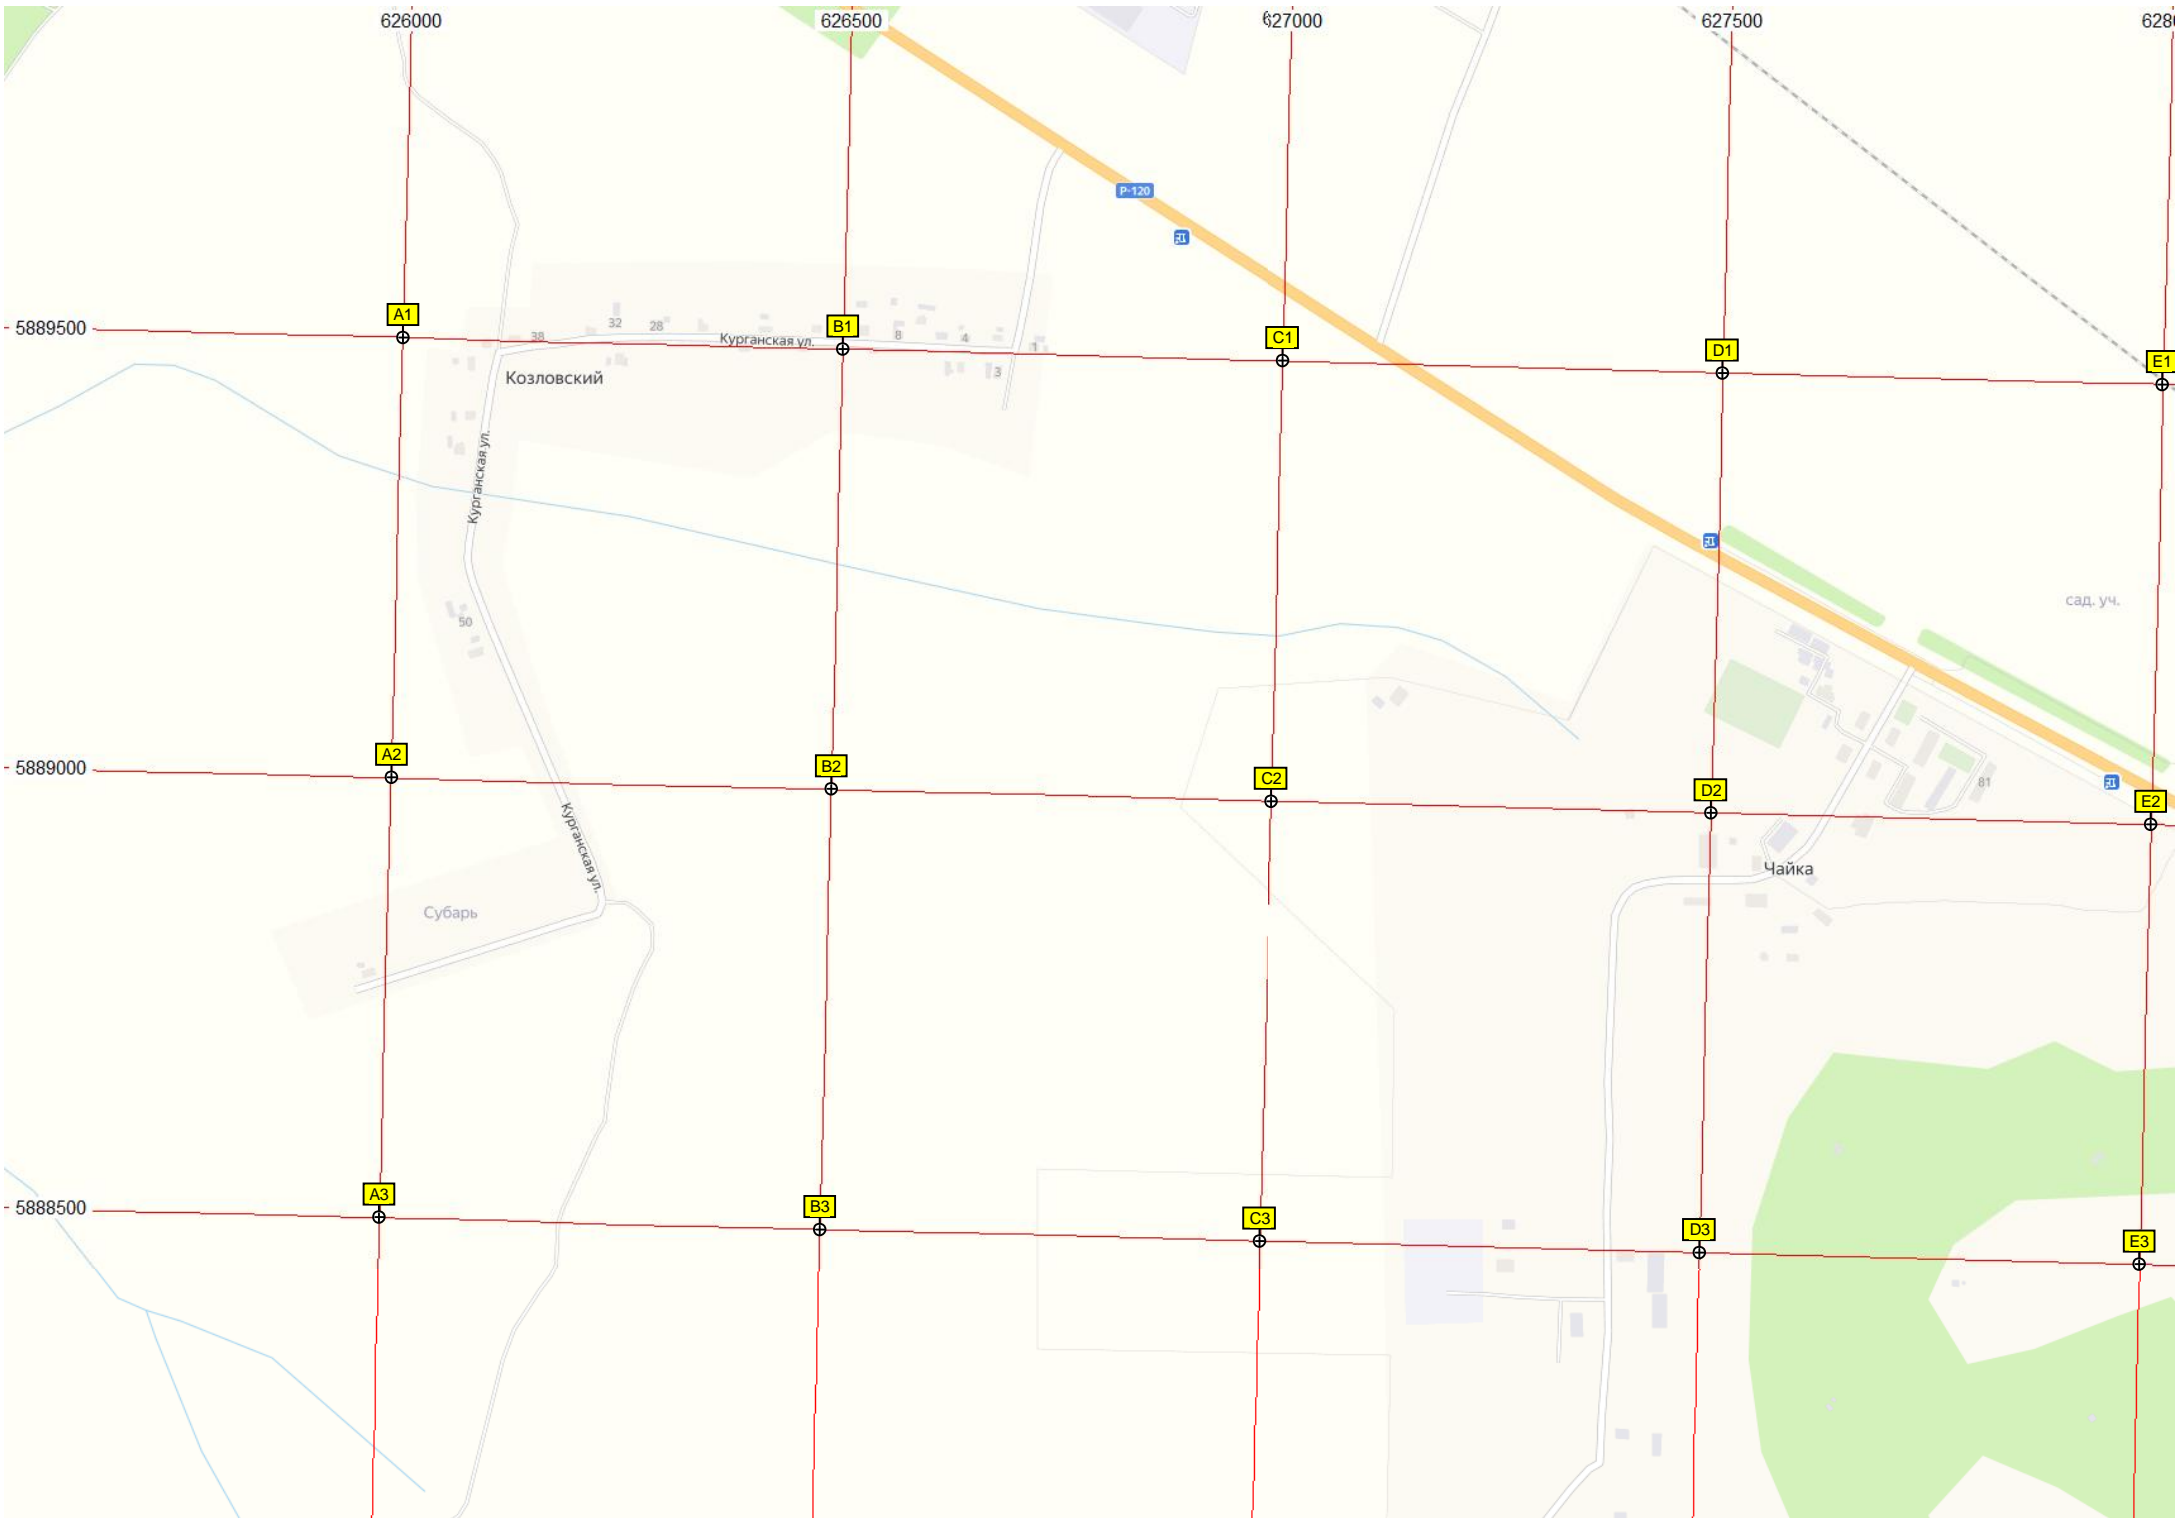 626000 626500 627000 627500
P-120
A1
5889500
38 32 28
Курганская ул.
B1
8 4 1
3
C1
D1
E1
Козловский
Курганская ул.
50
сад. уч.
A2
5889000
B2
C2
D2
E2
81
Курганская ул.
Чайка
Субарь
A3
5888500
B3
C3
D3
E3